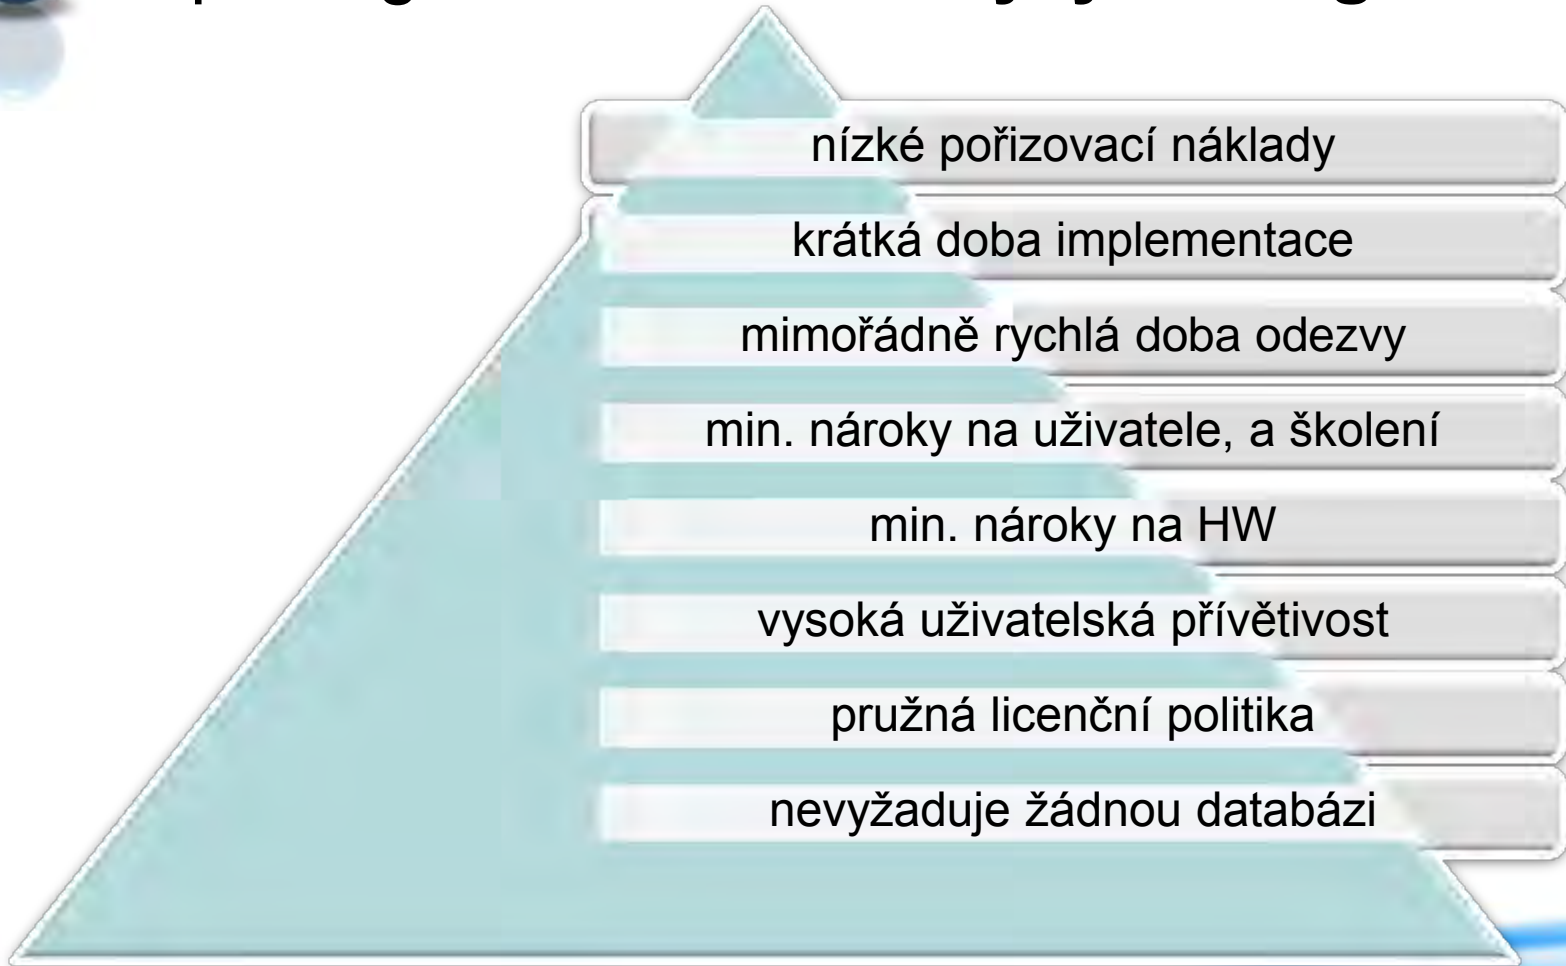 nízké pořizovací náklady
krátká doba implementace
mimořádně rychlá doba odezvy
min. nároky na uživatele, a školení
min. nároky na HW
vysoká uživatelská přívětivost
pružná licenční politika
nevyžaduje žádnou databázi